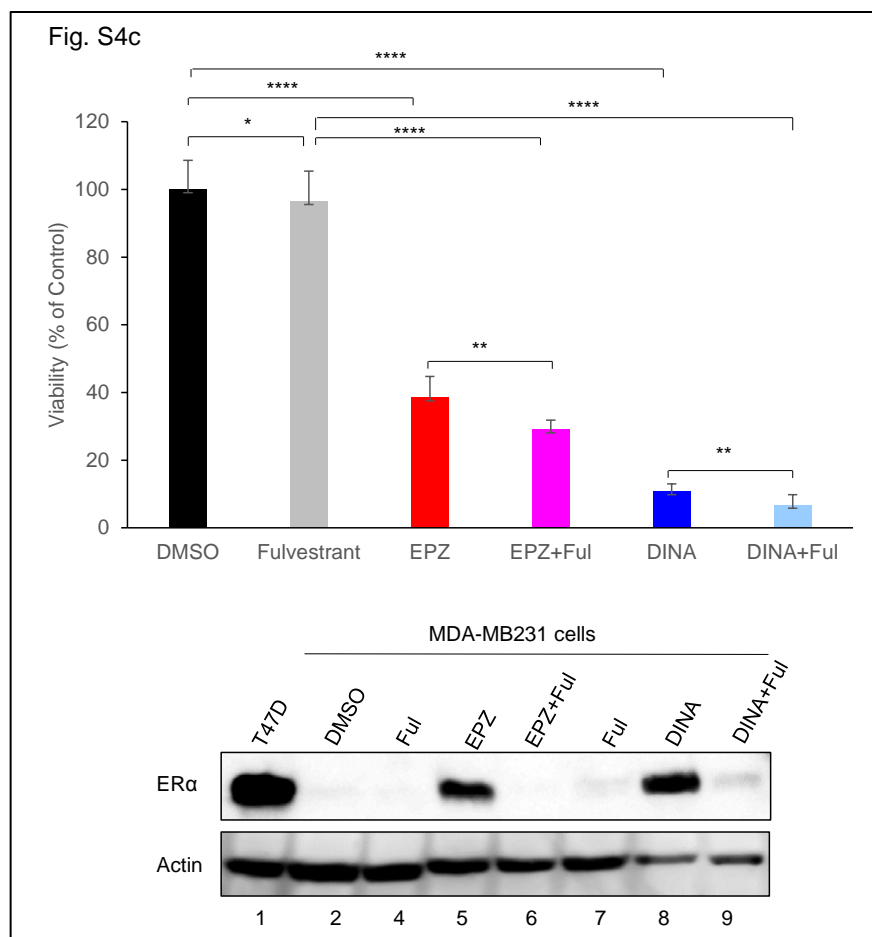 Fig. S4c
****
****
****
*
****
120
100
80
60
40
20
0
Viability (% of Control)
**
**
DMSO Fulvestrant EPZ EPZ+Ful DINA DINA+Ful
MDA-MB231 cells
T47D DMSO Ful EPZ EPZ+Ful Ful DINA DINA+Ful
ERα
Actin
1 2 4 5 6 7 8 9